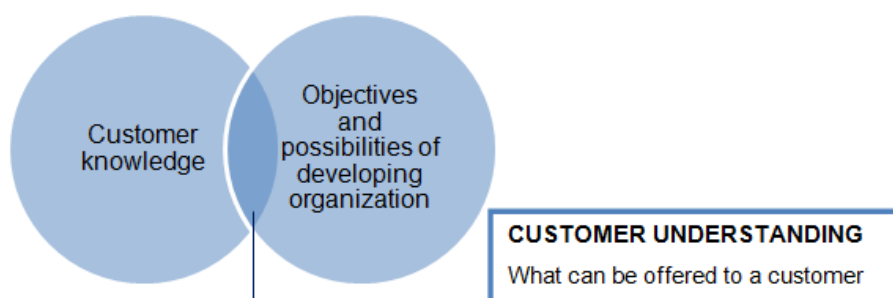 Customer
knowledge
Objectives
and
possibilities of
developing
organization
CUSTOMER UNDERSTANDING
What can be offered to a customer